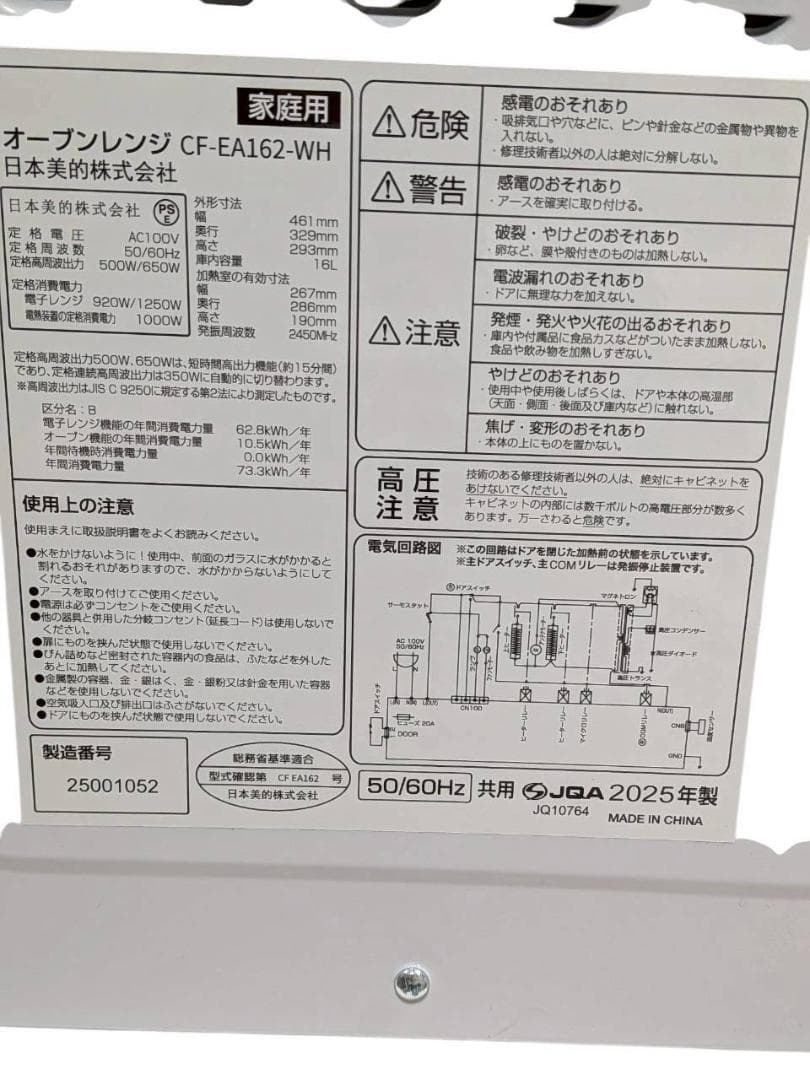 家庭用
オーブンレンジ CF-EA162-WH
日本美的株式会社
日本美的株式会社 PS E
定格電圧 AC100V
定格周波数 50/60Hz
定格高周波出力 500W/650W
定格消費電力
電子レンジ 920W/1250W
電熱装置の定格消費電力 1000W
外形寸法
幅 461mm
奥行 329mm
高さ 293mm
庫内容量 16L
加熱室の有効寸法
幅 267mm
奥行 286mm
高さ 190mm
発振周波数 2450MHz
定格高周波出力500W、650Wは、短時間高出力機能(約15分間)
であり、定格連続高周波出力は350Wに自動的に切り替わります。
※高周波出力はJIS C 9250に規定する第2法により測定したものです。
区分名：B
電子レンジ機能の年間消費電力量 62.8kWh／年
オーブン機能の年間消費電力量 10.5kWh／年
年間待機時消費電力量 0.0kWh／年
年間消費電力量 73.3kWh／年
使用上の注意
使用まえに取扱説明書をよくお読みください。
●水をかけないように！使用中、前面のガラスに水がかかると
割れるおそれがありますので、水がかからないようにして
ください。
●アースを取り付けてご使用ください。
●電源は必ずコンセントをご使用ください。
●他の器具と併用した分岐コンセント(延長コード)は使用しないで
ください。
●扉にものを挟んだ状態で使用しないでください。
●びん詰めなど密封された容器内の食品は、ふたなどを外した
あとに加熱してください。
●金属製の容器、金・銀はく、金・銀粉又は針金を用いた容器
などを使用しないでください。
●空気吸入口及び排出口はふさがないでください。
●ドアにものを挟んだ状態で使用しないでください。
製造番号
25001052
総務省基準適合
型式確認第 CF EA162 号
日本美的株式会社
危険
感電のおそれあり
・吸排気口や穴などに、ピンや針金などの金属物や異物を
入れない。
・修理技術者以外の人は絶対に分解しない。
警告
感電のおそれあり
・アースを確実に取り付ける。
注意
破裂・やけどのおそれあり
・卵など、膜や殻付きのものは加熱しない。
電波漏れのおそれあり
・ドアに無理な力を加えない。
発煙・発火や火花の出るおそれあり
・庫内や付属品に食品カスなどがついたまま加熱しない。
食品や飲み物を加熱しすぎない。
やけどのおそれあり
・使用中や使用後しばらくは、ドアや本体の高温部
(天面・側面・後面及び庫内など)に触れない。
焦げ・変形のおそれあり
・本体の上にものを置かない。
高圧
注意
技術のある修理技術者以外の人は、絶対にキャビネットを
あけないでください。
キャビネットの内部には数千ボルトの高電圧部分が数多く
あります。万一さわると危険です。
電気回路図
※この回路はドアを閉じた加熱前の状態を示しています。
※主ドアスイッチ、主COMリレーは発振停止装置です。
主ドアスイッチ
サーモスタット
マグネトロン
AC 100V
50/60Hz
高圧コンデンサー
高圧ダイオード
高圧トランス
ドアスイッチ
CN100
ヒューズ 20A
DOOR
GND
50/60Hz 共用 JQA 2025年製
JQ10764 MADE IN CHINA